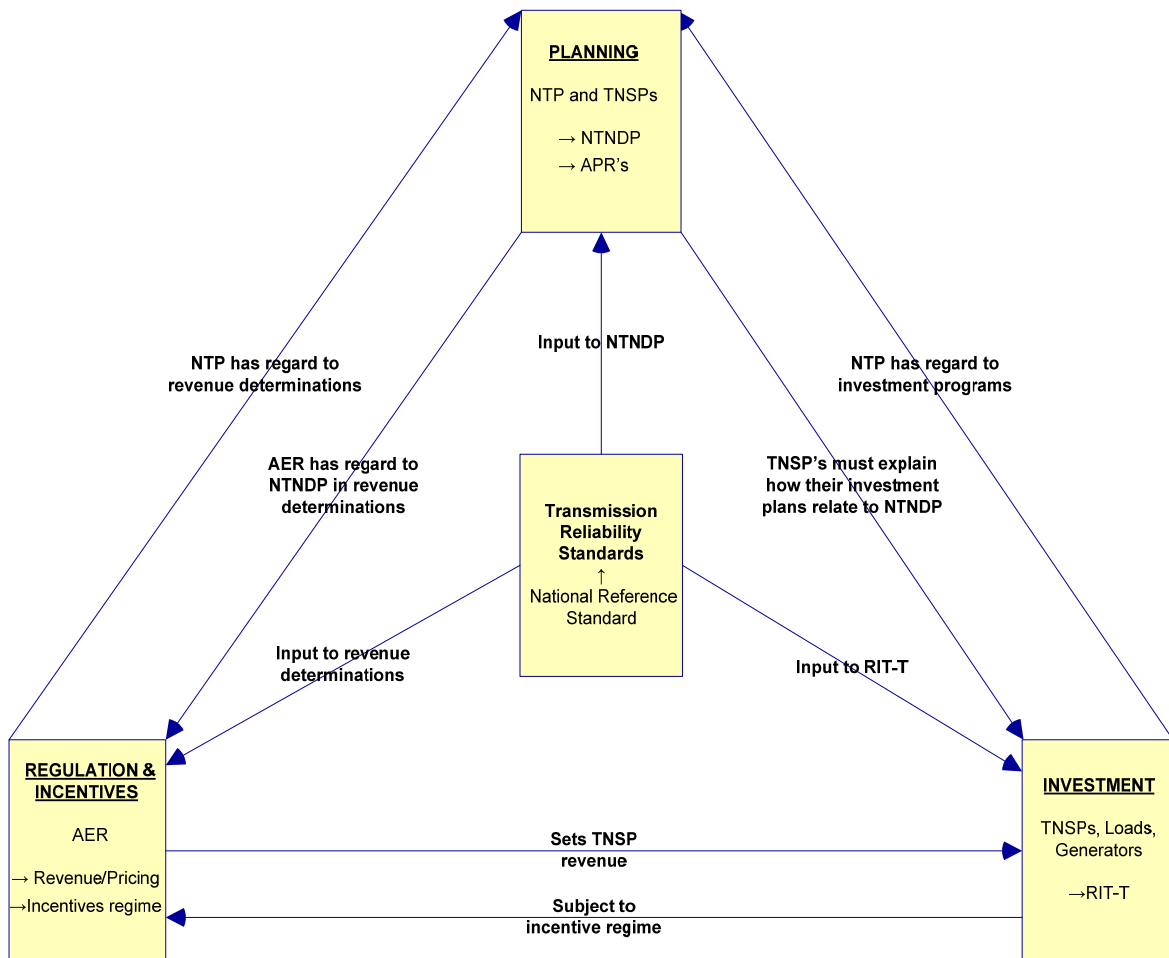 PLANNING
NTP and TNSPs
→ NTNDP
→ APR's
NTP has regard to
revenue determinations
Input to NTNDP
NTP has regard to
investment programs
AER has regard to
NTNDP in revenue
determinations
TNSP's must explain
how their investment
plans relate to NTNDP
Transmission
Reliability
Standards
↑
National Reference
Standard
Input to revenue
determinations
Input to RIT-T
REGULATION &
INCENTIVES
AER
→ Revenue/Pricing
→Incentives regime
Sets TNSP
revenue
Subject to
incentive regime
INVESTMENT
TNSPs, Loads,
Generators
→RIT-T